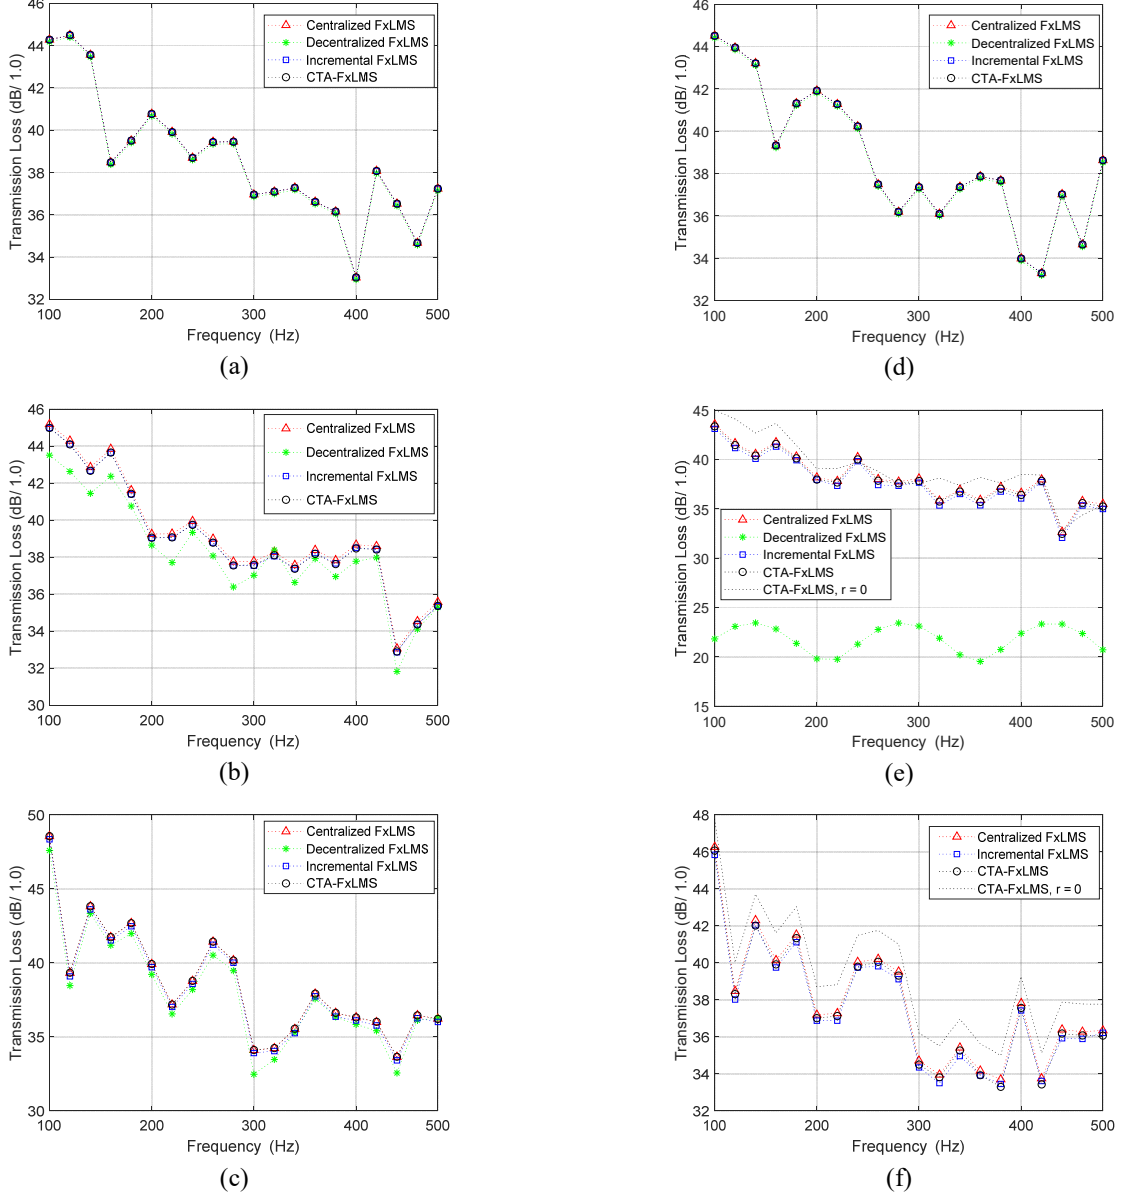 46
44
42
40
38
36
34
32
100
200
300
400
500
Transmission Loss (dB/ 1.0)
Frequency (Hz)
Centralized FxLMS
Decentralized FxLMS
Incremental FxLMS
CTA-FxLMS
(a)
46
44
42
40
38
36
34
32
100
200
300
400
500
Transmission Loss (dB/ 1.0)
Frequency (Hz)
Centralized FxLMS
Decentralized FxLMS
Incremental FxLMS
CTA-FxLMS
(d)
46
44
42
40
38
36
34
32
30
100
200
300
400
500
Transmission Loss (dB/ 1.0)
Frequency (Hz)
Centralized FxLMS
Decentralized FxLMS
Incremental FxLMS
CTA-FxLMS
(b)
45
40
35
30
25
20
15
100
200
300
400
500
Transmission Loss (dB/ 1.0)
Frequency (Hz)
Centralized FxLMS
Decentralized FxLMS
Incremental FxLMS
CTA-FxLMS
CTA-FxLMS, r = 0
(e)
50
45
40
35
30
100
200
300
400
500
Transmission Loss (dB/ 1.0)
Frequency (Hz)
Centralized FxLMS
Decentralized FxLMS
Incremental FxLMS
CTA-FxLMS
(c)
48
46
44
42
40
38
36
34
32
100
200
300
400
500
Transmission Loss (dB/ 1.0)
Frequency (Hz)
Centralized FxLMS
Incremental FxLMS
CTA-FxLMS
CTA-FxLMS, r = 0
(f)